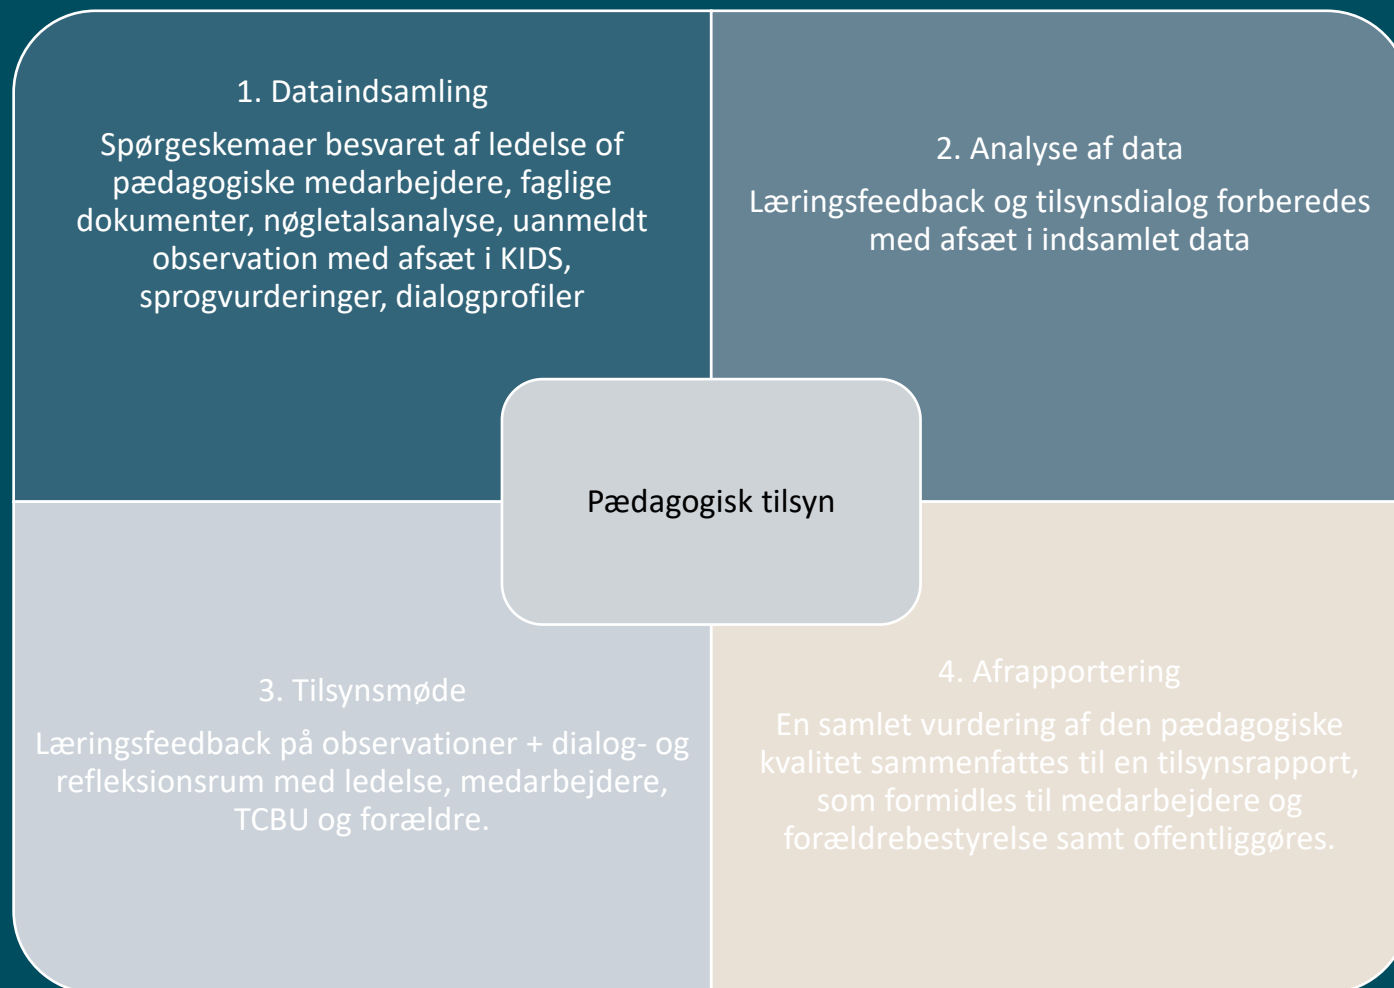 1. Dataindsamling
Spørgeskemaer besvaret af ledelse of
pædagogiske medarbejdere, faglige
dokumenter, nøgletalsanalyse, uanmeldt
observation med afsæt i KIDS,
sprogvurderinger, dialogprofiler
2. Analyse af data
Læringsfeedback og tilsynsdialog forberedes
med afsæt i indsamlet data
Pædagogisk tilsyn
3. Tilsynsmøde
Læringsfeedback på observationer + dialog- og
refleksionsrum med ledelse, medarbejdere,
TCBU og forældre.
4. Afrapportering
En samlet vurdering af den pædagogiske
kvalitet sammenfattes til en tilsynsrapport,
som formidles til medarbejdere og
forældrebestyrelse samt offentliggøres.